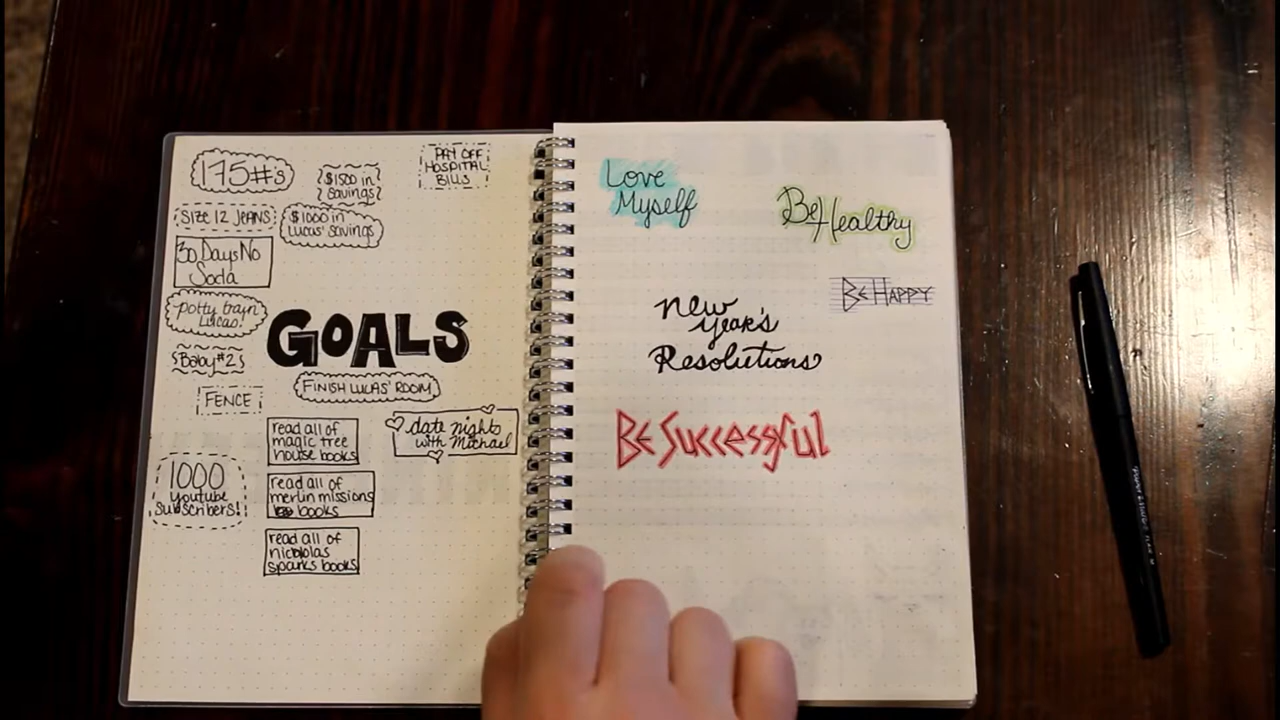 175#'s
$1500 in
savings
PAY OFF
HOSPITAL
BILLS
SIZE 12 JEANS
$1000 in
Lucas' savings
30 Days No
Soda
potty train
Lucas!
Baby #2
GOALS
FINISH LUCAS' ROOM
FENCE
read all of
magic tree
house books
date nights
with Michael
1000
Youtube
Subscribers!
read all of
merlin missions
books
read all of
nicholas
sparks books
Love
Myself
Be Healthy
Be Happy
New
Year's
Resolutions
Be Successful